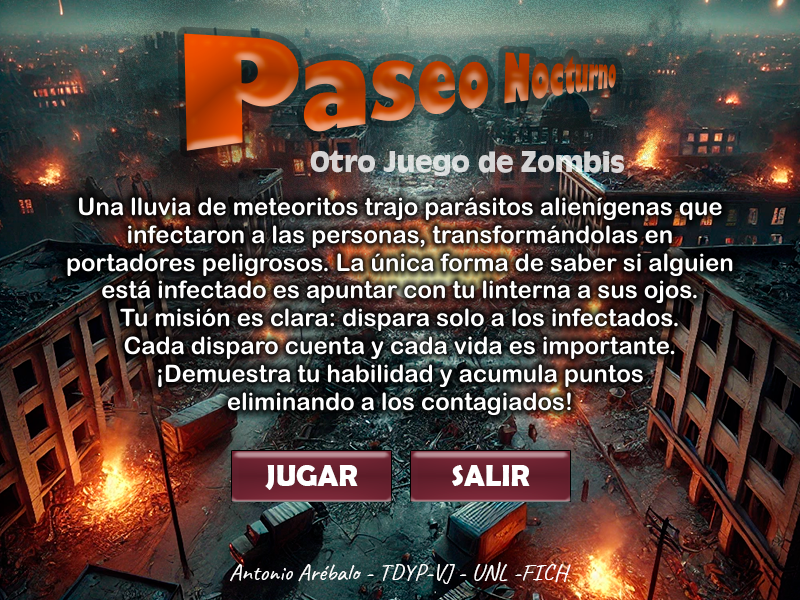 Paseo Nocturno
Otro Juego de Zombis
Una lluvia de meteoritos trajo parásitos alienígenas que
infectaron a las personas, transformándolas en
portadores peligrosos. La única forma de saber si alguien
está infectado es apuntar con tu linterna a sus ojos.
Tu misión es clara: dispara solo a los infectados.
Cada disparo cuenta y cada vida es importante.
¡Demuestra tu habilidad y acumula puntos
eliminando a los contagiados!
JUGAR SALIR
Antonio Arébalo - TDYP-VJ - UNL -FICH